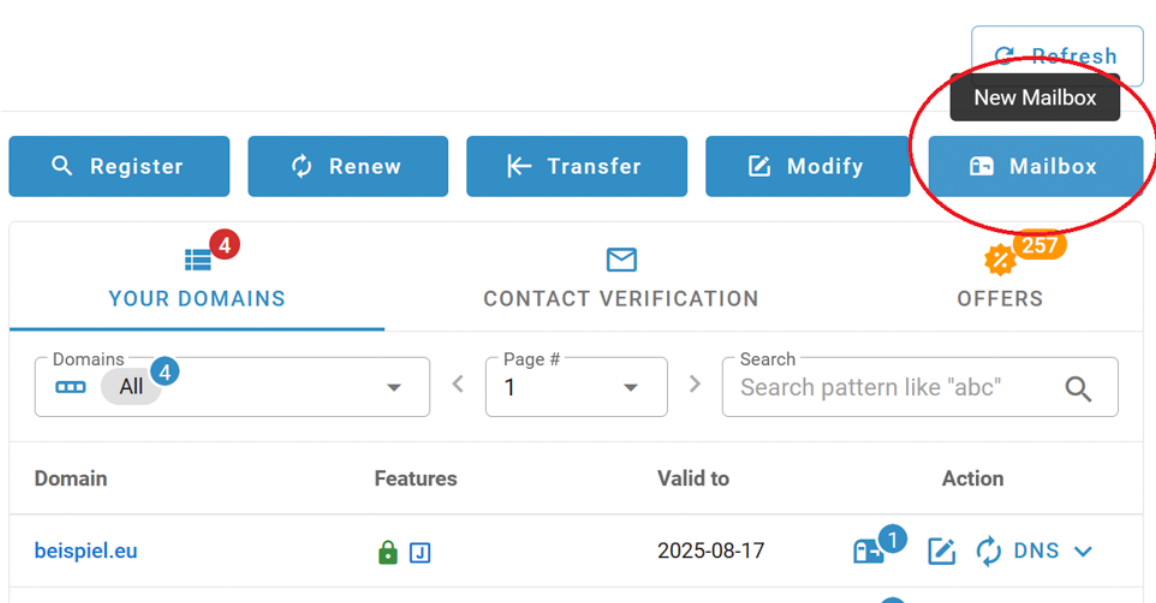 Refresh
New Mailbox
Register Renew Transfer Modify Mailbox
4 257
YOUR DOMAINS CONTACT VERIFICATION OFFERS
Domains Page # Search
All 4 1 Search pattern like "abc"
Domain Features Valid to Action
beispiel.eu J 2025-08-17 1 DNS